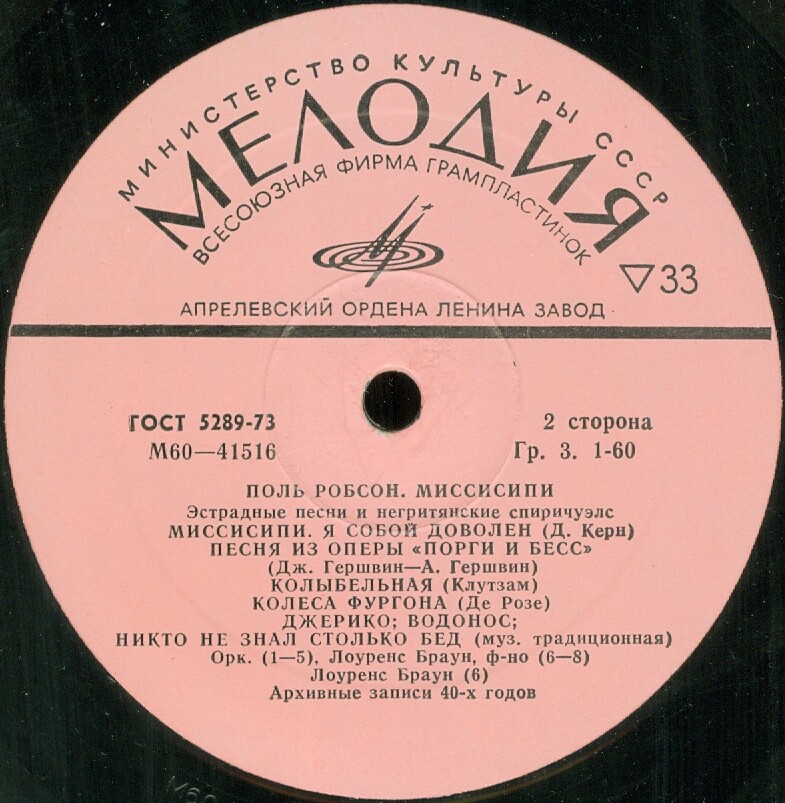 МИНИСТЕРСТВО КУЛЬТУРЫ СССР
МЕЛОДИЯ
ВСЕСОЮЗНАЯ ФИРМА ГРАМПЛАСТИНОК
33
АПРЕЛЕВСКИЙ ОРДЕНА ЛЕНИНА ЗАВОД
ГОСТ 5289-73
2 сторона
М60—41516
Гр. 3. 1-60
ПОЛЬ РОБСОН. МИССИСИПИ
Эстрадные песни и негритянские спиричуэлс
МИССИСИПИ. Я СОБОЙ ДОВОЛЕН (Д. Керн)
ПЕСНЯ ИЗ ОПЕРЫ «ПОРГИ И БЕСС»
(Дж. Гершвин—А. Гершвин)
КОЛЫБЕЛЬНАЯ (Клутзам)
КОЛЕСА ФУРГОНА (Де Розе)
ДЖЕРИКО; ВОДОНОС;
НИКТО НЕ ЗНАЛ СТОЛЬКО БЕД (муз. традиционная)
Орк. (1—5), Лоуренс Браун, ф-но (6—8)
Лоуренс Браун (6)
Архивные записи 40-х годов